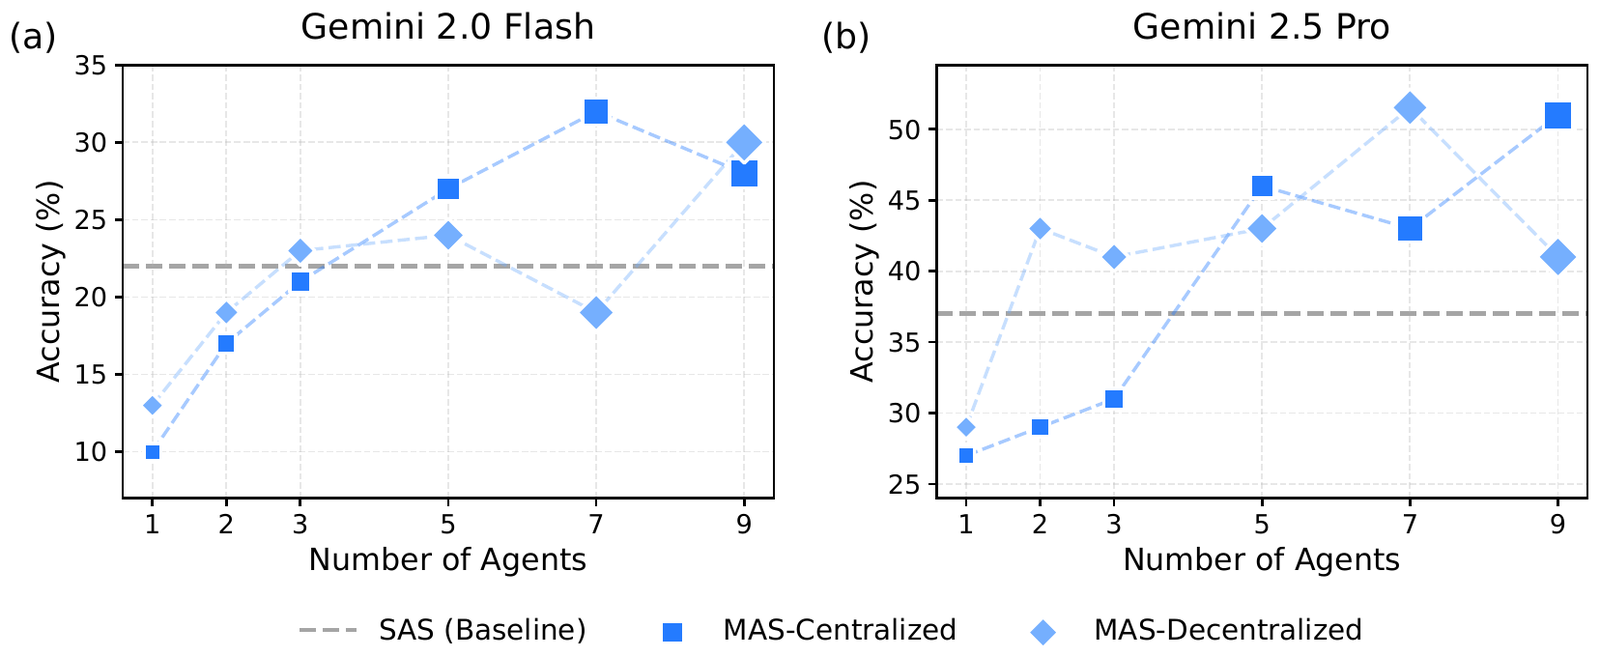 (a)
Gemini 2.0 Flash
35
30
25
20
15
10
Accuracy (%)
1 2 3 5 7 9
Number of Agents
(b)
Gemini 2.5 Pro
50
45
40
35
30
25
Accuracy (%)
1 2 3 5 7 9
Number of Agents
SAS (Baseline) MAS-Centralized MAS-Decentralized